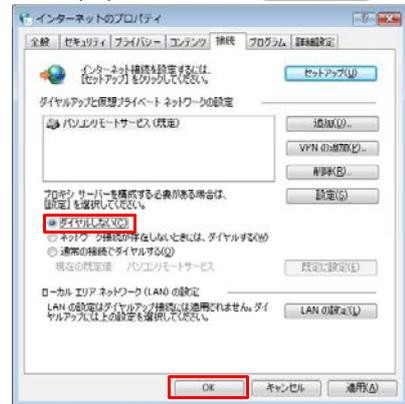 インターネットのプロパティ
全般 セキュリティ プライバシー コンテンツ 接続 プログラム 詳細設定
インターネット接続を設定するには、
[セットアップ] をクリックしてください。
セットアップ(U)
ダイヤルアップと仮想プライベート ネットワークの設定
パソコンリモートサービス (既定)
追加(D)...
VPN の追加(P)...
削除(R)...
プロキシ サーバーを構成する必要がある場合は、
[設定] を選択してください。
設定(S)
ダイヤルしない(C)
ネットワーク接続が存在しないときには、ダイヤルする(W)
通常の接続でダイヤルする(O)
現在の既定値: パソコンリモートサービス
既定に設定(E)
ローカル エリア ネットワーク (LAN) の設定
LAN の設定はダイヤルアップ接続には適用されません。ダイ
ヤルアップには上の設定を選択してください。
LAN の設定(L)
OK キャンセル 適用(A)